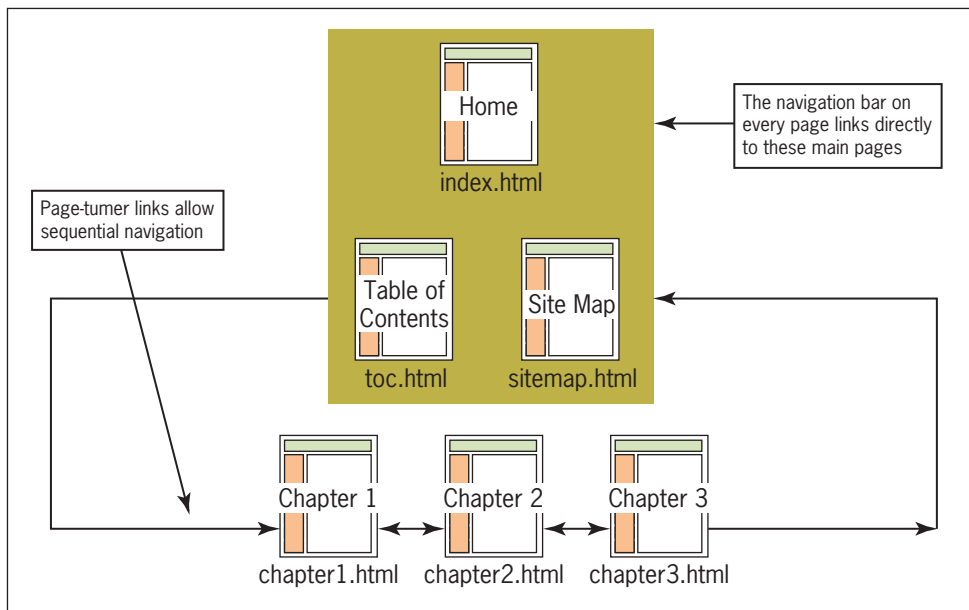 Home
index.html
The navigation bar on
every page links directly
to these main pages
Page-tumer links allow
sequential navigation
Table of
Contents
toc.html
Site Map
sitemap.html
Chapter 1
chapter1.html
Chapter 2
chapter2.html
Chapter 3
chapter3.html